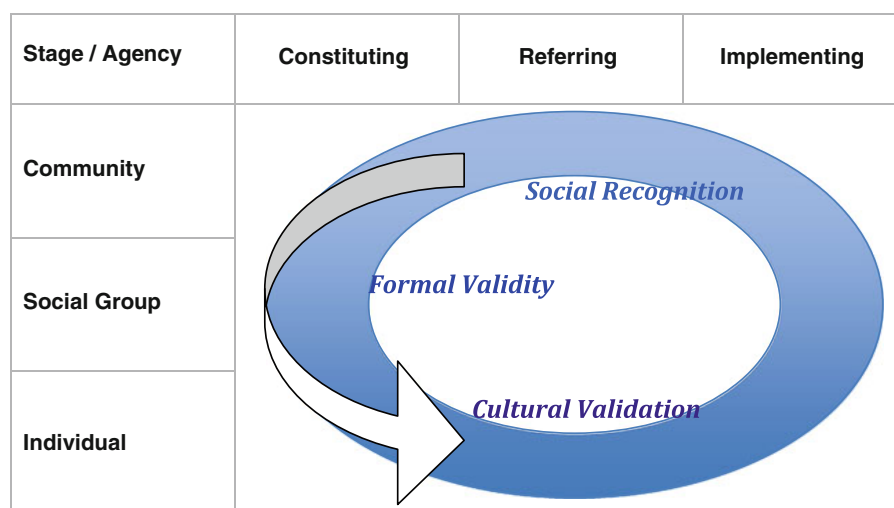 Stage / Agency Constituting Referring Implementing
Community
Social Recognition
Formal Validity
Social Group
Cultural Validation
Individual